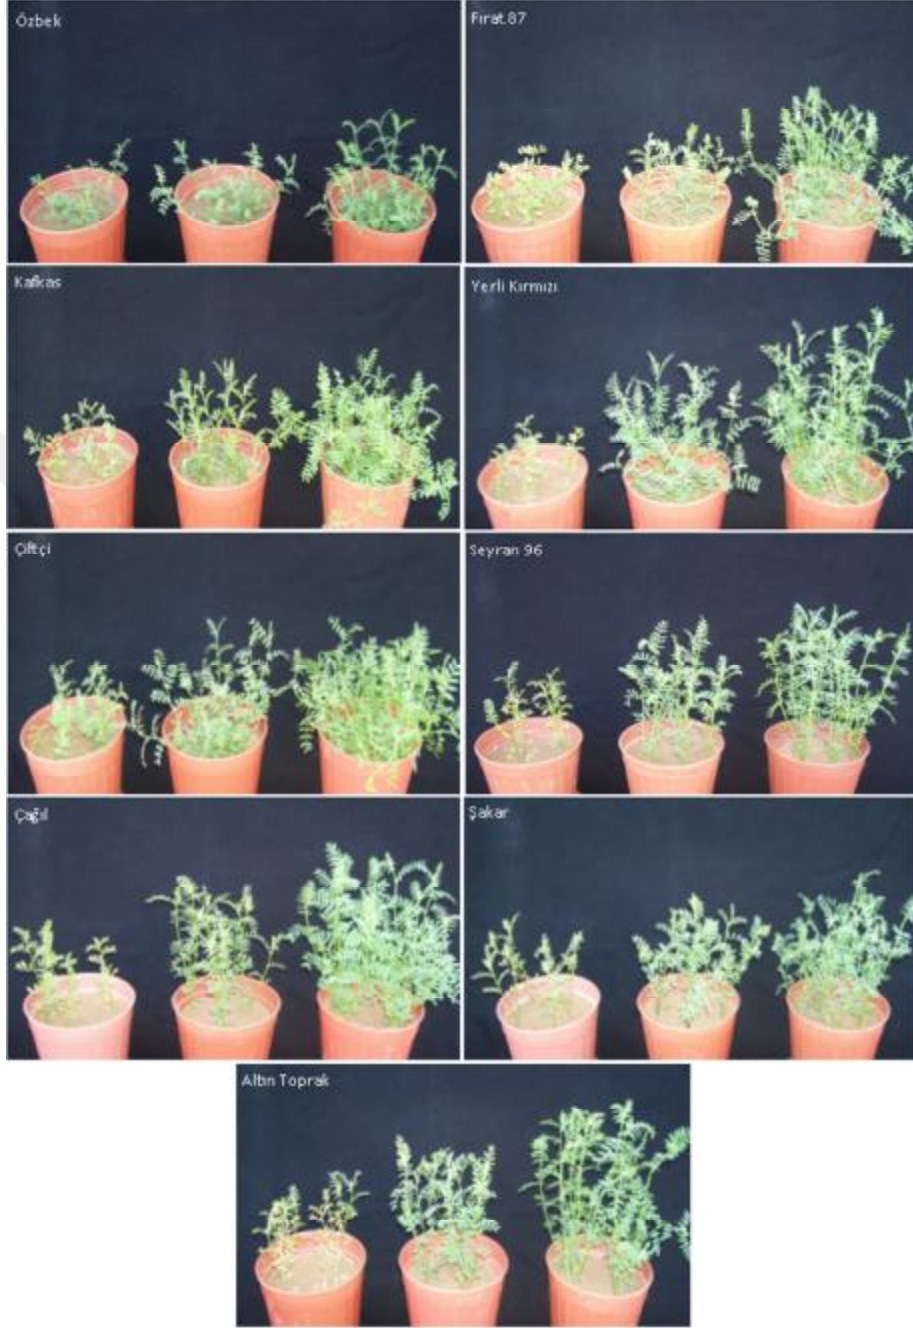 Özbek
Fırat.87
Kafkas
Yerli Kırmızı
Çiftçi
Seyran 96
Çağıl
Şakar
Altın Toprak